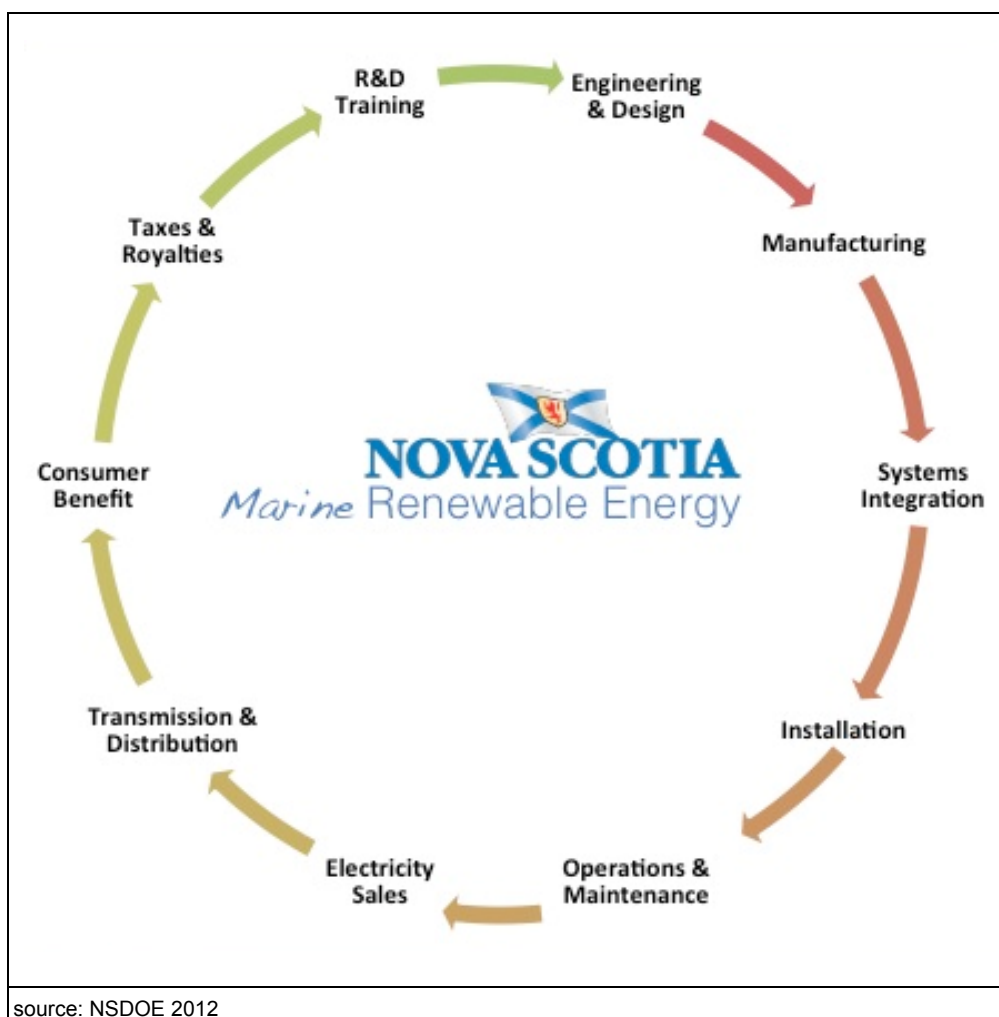 R&D
Training
Engineering
& Design
Manufacturing
Systems
Integration
Installation
Operations &
Maintenance
Electricity
Sales
Transmission &
Distribution
Consumer
Benefit
Taxes &
Royalties
NOVA SCOTIA
Marine Renewable Energy
source: NSDOE 2012